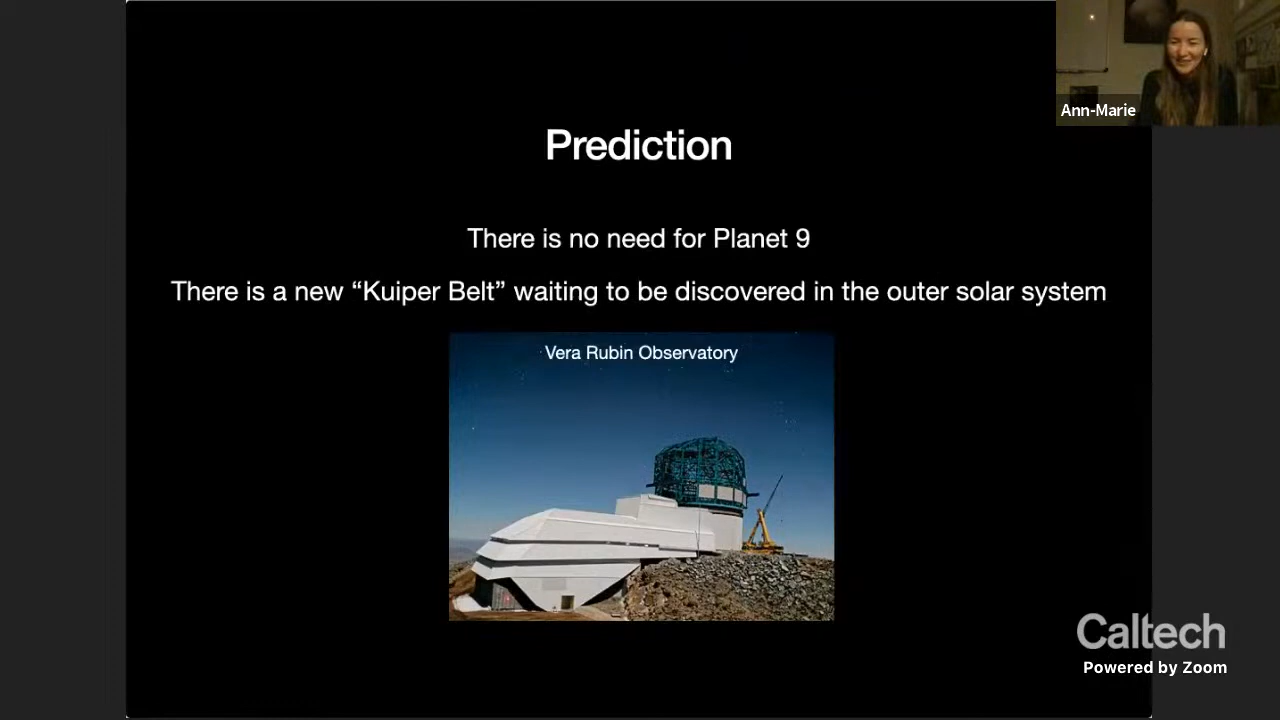 Ann-Marie
Prediction
There is no need for Planet 9
There is a new “Kuiper Belt” waiting to be discovered in the outer solar system
Vera Rubin Observatory
Caltech
Powered by Zoom